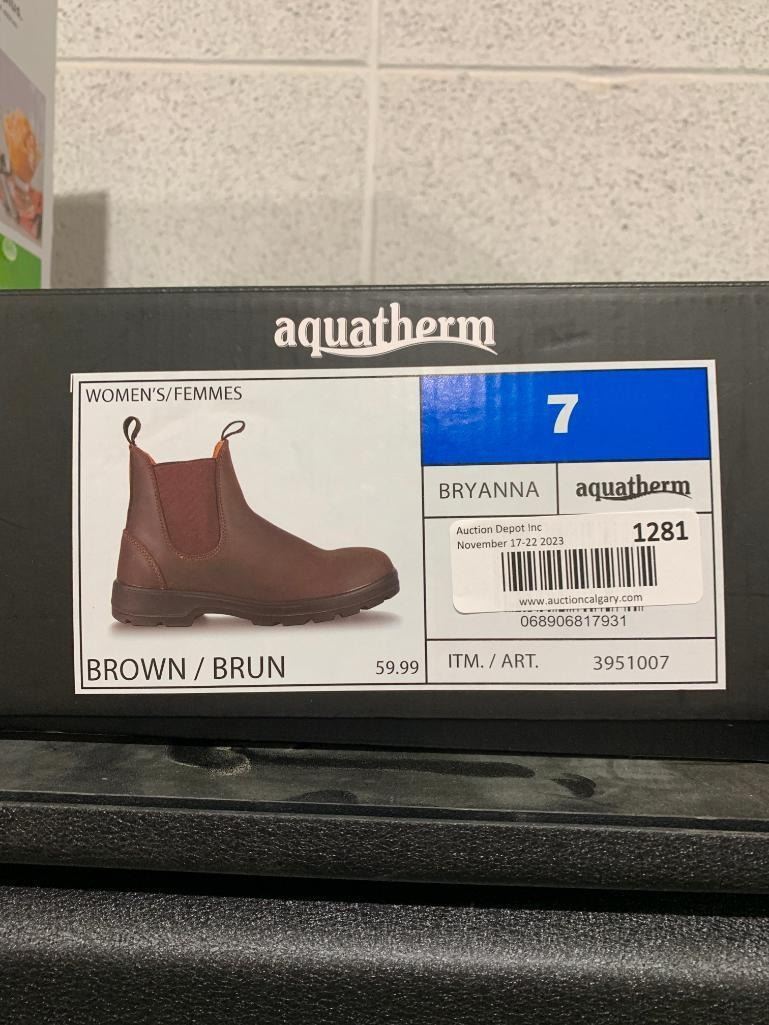 aquatherm
WOMEN'S/FEMMES
7
BRYANNA
aquatherm
Auction Depot Inc
November 17-22 2023
1281
www.auctioncalgary.com
068906817931
BROWN / BRUN
59.99
ITM. / ART.
3951007